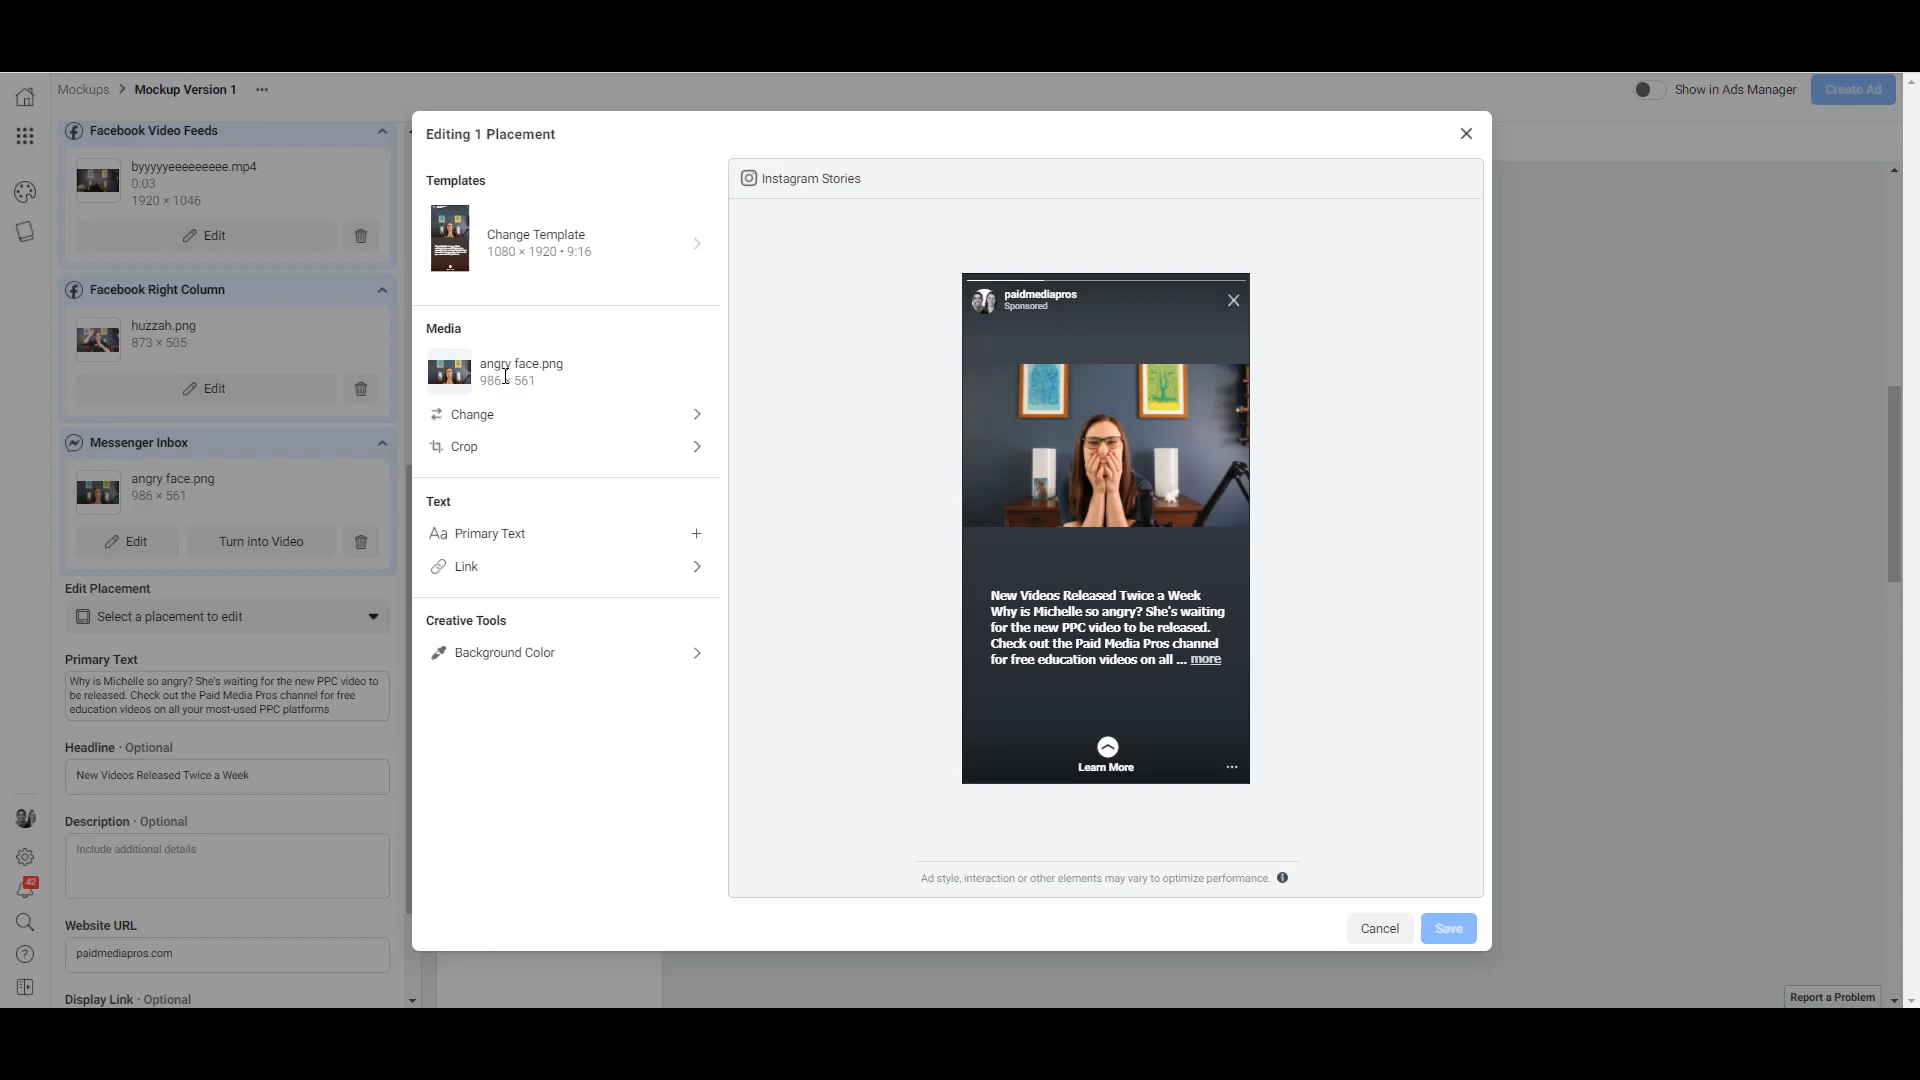 Mockups > Mockup Version 1 ...
Show in Ads Manager
Create Ad
Facebook Video Feeds
byyyyyeeeeeeeee.mp4
0:03
1920 × 1046
Edit
Facebook Right Column
huzzah.png
873 × 505
Edit
Messenger Inbox
angry face.png
986 × 561
Edit
Turn into Video
Edit Placement
Select a placement to edit
Primary Text
Why is Michelle so angry? She's waiting for the new PPC video to
be released. Check out the Paid Media Pros channel for free
education videos on all your most-used PPC platforms
Headline · Optional
New Videos Released Twice a Week
Description · Optional
Include additional details
Website URL
paidmediapros.com
Display Link · Optional
42
Editing 1 Placement
Templates
Change Template
1080 × 1920 • 9:16
Media
angry face.png
986 × 561
Change
Crop
Text
Aa Primary Text
Link
Creative Tools
Background Color
Instagram Stories
paidmediapros
Sponsored
New Videos Released Twice a Week
Why is Michelle so angry? She's waiting
for the new PPC video to be released.
Check out the Paid Media Pros channel
for free education videos on all ... more
Learn More
Ad style, interaction or other elements may vary to optimize performance.
Cancel
Save
Report a Problem